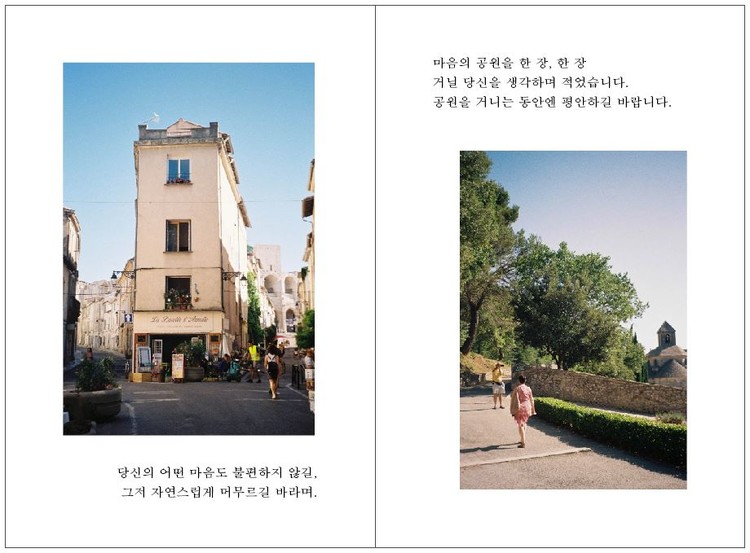 당신의 어떤 마음도 불편하지 않길,
그저 자연스럽게 머무르길 바라며.
마음의 공원을 한 장, 한 장
거닐 당신을 생각하며 적었습니다.
공원을 거니는 동안엔 평안하길 바랍니다.